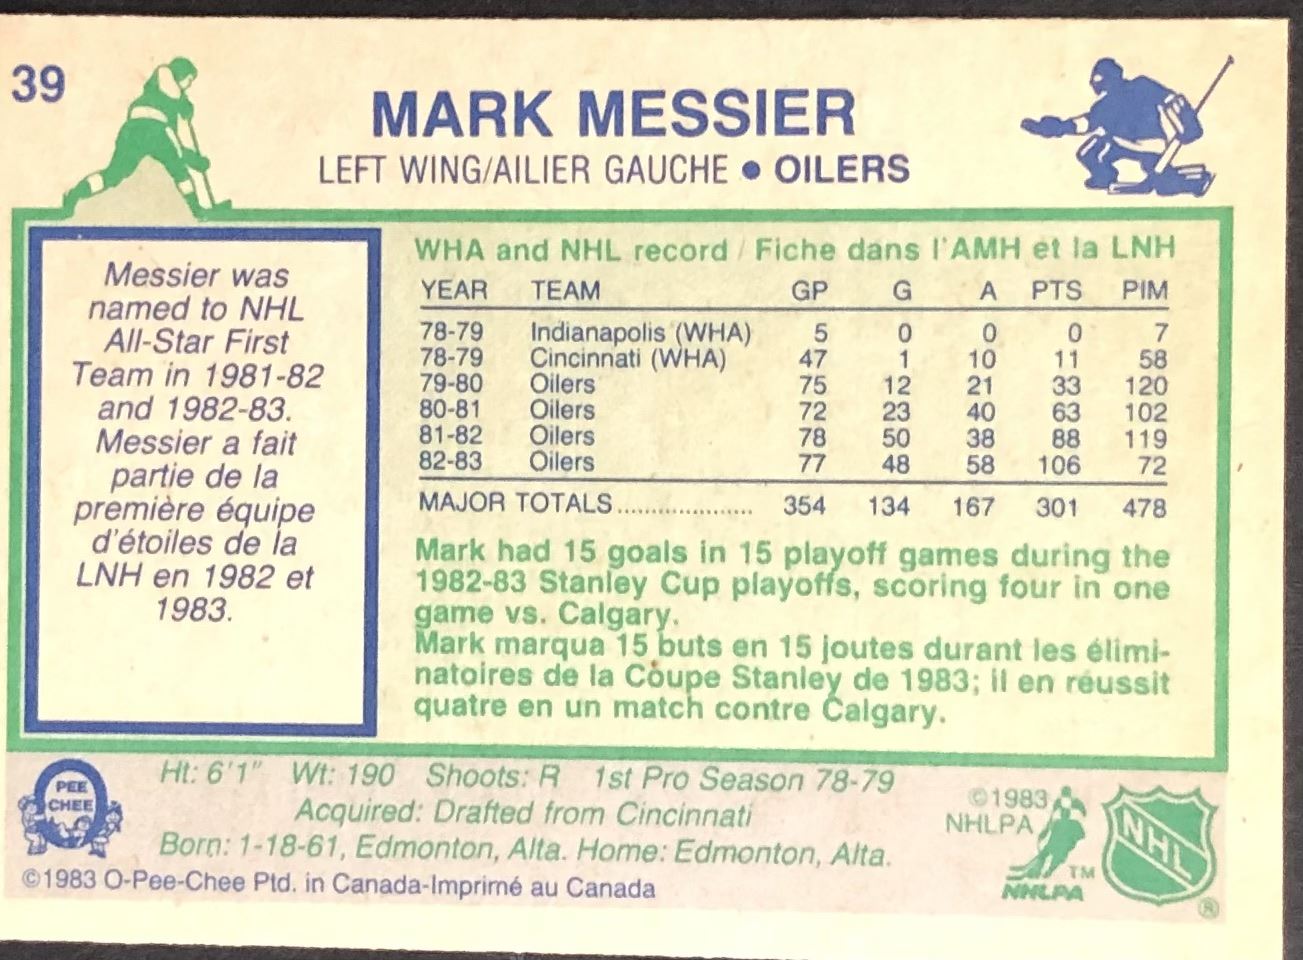 39
MARK MESSIER
LEFT WING/AILIER GAUCHE • OILERS
Messier was
named to NHL
All-Star First
Team in 1981-82
and 1982-83.
Messier a fait
partie de la
première équipe
d'étoiles de la
LNH en 1982 et
1983.
WHA and NHL record / Fiche dans l'AMH et la LNH
YEAR TEAM GP G A PTS PIM
78-79 Indianapolis (WHA) 5 0 0 0 7
78-79 Cincinnati (WHA) 47 1 10 11 58
79-80 Oilers 75 12 21 33 120
80-81 Oilers 72 23 40 63 102
81-82 Oilers 78 50 38 88 119
82-83 Oilers 77 48 58 106 72
MAJOR TOTALS.................... 354 134 167 301 478
Mark had 15 goals in 15 playoff games during the
1982-83 Stanley Cup playoffs, scoring four in one
game vs. Calgary.
Mark marqua 15 buts en 15 joutes durant les élimi-
natoires de la Coupe Stanley de 1983; il en réussit
quatre en un match contre Calgary.
PEE
CHEE
Ht: 6'1" Wt: 190 Shoots: R 1st Pro Season 78-79
Acquired: Drafted from Cincinnati
Born: 1-18-61, Edmonton, Alta. Home: Edmonton, Alta.
©1983 O-Pee-Chee Ptd. in Canada-Imprimé au Canada
©1983
NHLPA
TM
NHLPA
NHL
®